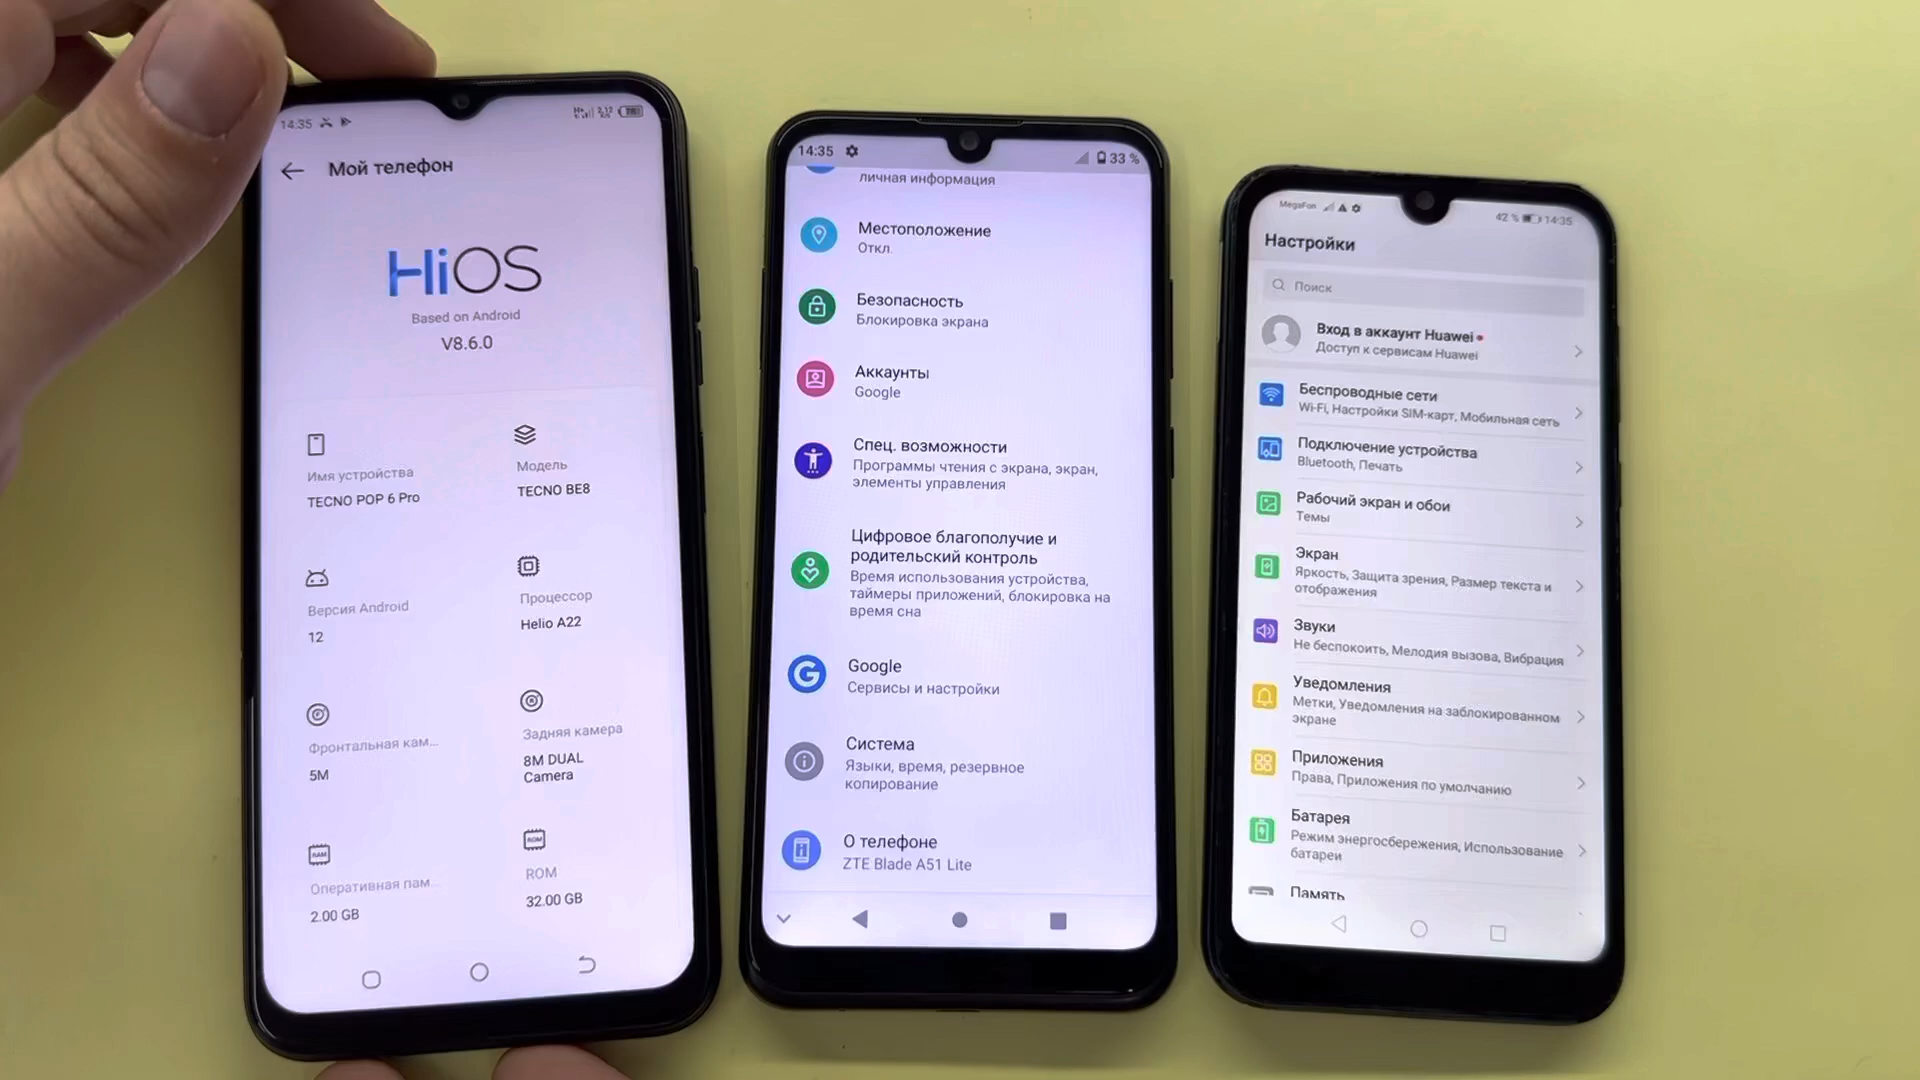 14:35
Мой телефон
HiOS
Based on Android
V8.6.0
Имя устройства
TECNO POP 6 Pro
Модель
TECNO BE8
Версия Android
12
Процессор
Helio A22
Фронтальная кам...
5M
Задняя камера
8M DUAL
Camera
RAM
Оперативная пам...
2.00 GB
ROM
ROM
32.00 GB
14:35
33 %
личная информация
Местоположение
Откл.
Безопасность
Блокировка экрана
Аккаунты
Google
Спец. возможности
Программы чтения с экрана, экран,
элементы управления
Цифровое благополучие и
родительский контроль
Время использования устройства,
таймеры приложений, блокировка на
время сна
G
Google
Сервисы и настройки
Система
Языки, время, резервное
копирование
О телефоне
ZTE Blade A51 Lite
MegaFon
42 % 14:35
Настройки
Поиск
Вход в аккаунт Huawei
Доступ к сервисам Huawei
Беспроводные сети
Wi-Fi, Настройки SIM-карт, Мобильная сеть
Подключение устройства
Bluetooth, Печать
Рабочий экран и обои
Темы
Экран
Яркость, Защита зрения, Размер текста и
отображения
Звуки
Не беспокоить, Мелодия вызова, Вибрация
Уведомления
Метки, Уведомления на заблокированном
экране
Приложения
Права, Приложения по умолчанию
Батарея
Режим энергосбережения, Использование
батареи
Память